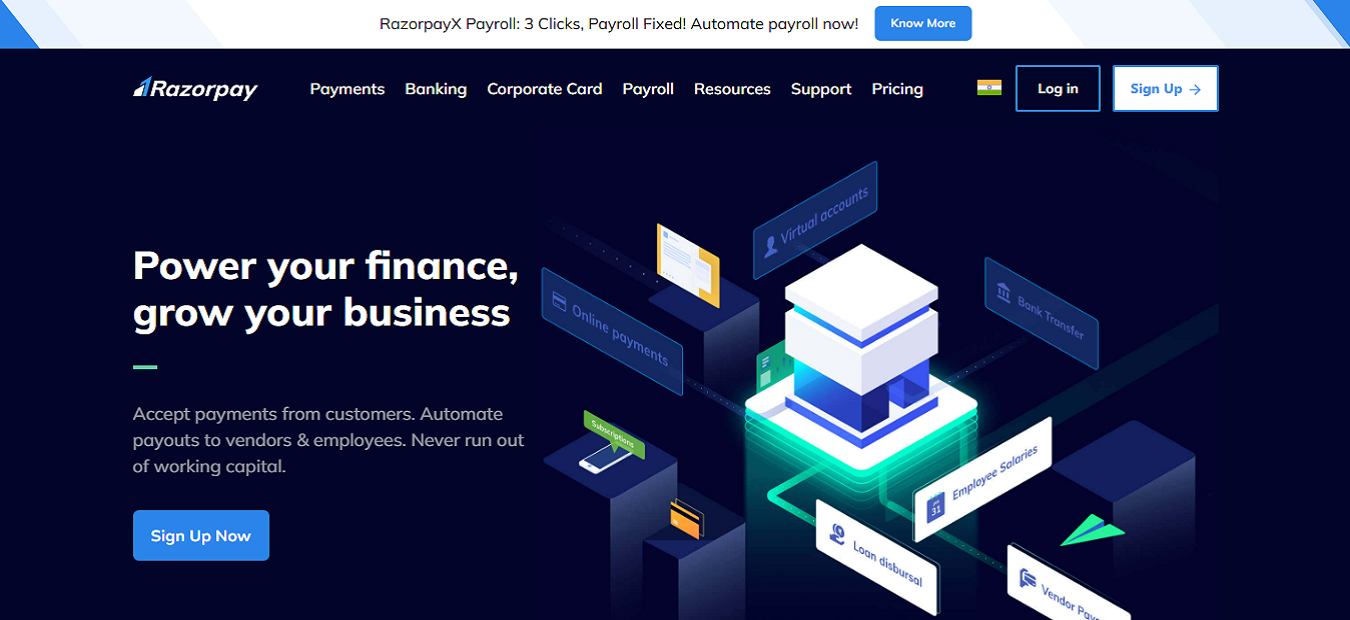 RazorpayX Payroll: 3 Clicks, Payroll Fixed! Automate payroll now!
Know More
Razorpay
Payments
Banking
Corporate Card
Payroll
Resources
Support
Pricing
Log in
Sign Up →
Power your finance,
grow your business
Accept payments from customers. Automate
payouts to vendors & employees. Never run out
of working capital.
Sign Up Now
Virtual accounts
Online payments
Bank Transfer
Subscriptions
31
Employee Salaries
Loan disbursal
Vendor